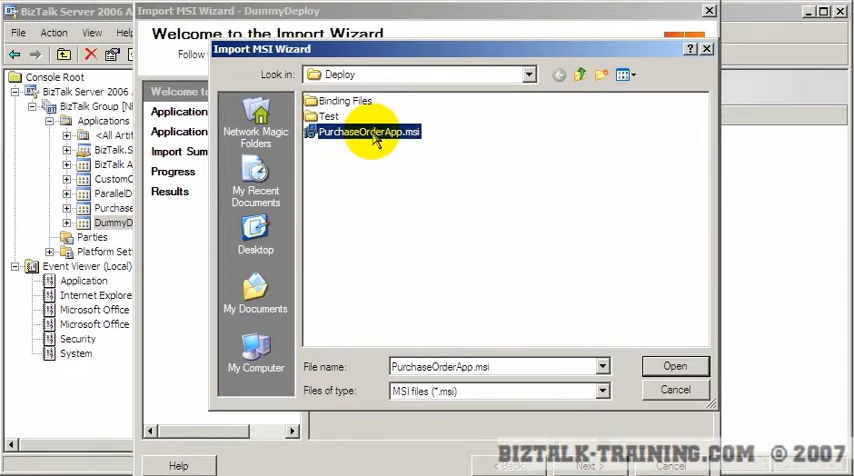 BizTalk Server 2006 A
Import MSI Wizard - DummyDeploy
File Action View He
Welcome to the Import Wizard
Follow
Import MSI Wizard
Look in: Deploy
Console Root
BizTalk Server 2006
BizTalk Group [N
Applications
<All Arti
BizTalk.S
BizTalk A
CustomC
ParallelD
Purchase
DummyD
Parties
Platform Set
Event Viewer (Local)
Application
Internet Explore
Microsoft Office
Microsoft Office
Security
System
Welcome to
Application
Application
Import Sum
Progress
Results
Network Magic
Folders
My Recent
Documents
Desktop
My Documents
My Computer
Binding Files
Test
PurchaseOrderApp.msi
File name: PurchaseOrderApp.msi Open
Files of type: MSI files (*.msi) Cancel
Help < Back Next > Cancel
BIZTALK-TRAINING.COM © 2007